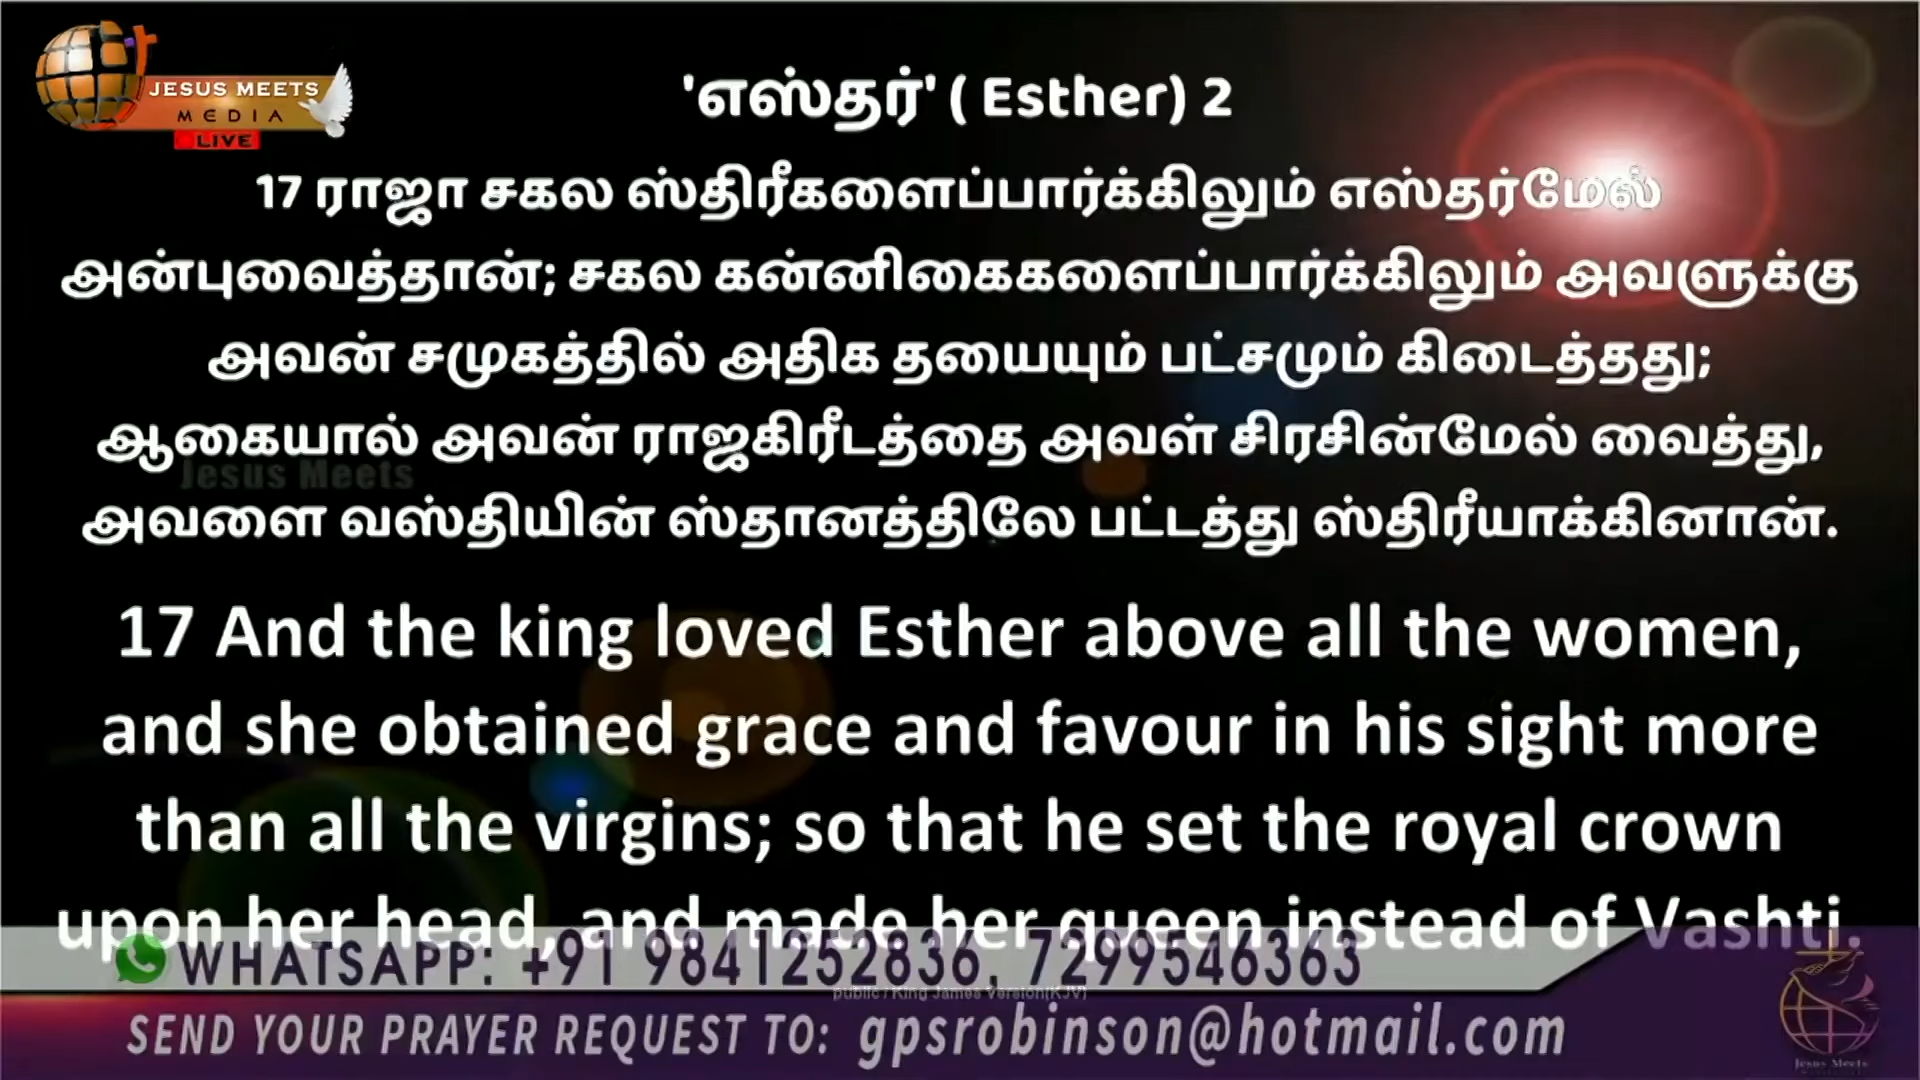 JESUS MEETS
MEDIA
LIVE
'எஸ்தர்' ( Esther) 2
17 ராஜா சகல ஸ்திரீகளைப்பார்க்கிலும் எஸ்தர்மேல்
அன்புவைத்தான்; சகல கன்னிகைகளைப்பார்க்கிலும் அவளுக்கு
அவன் சமுகத்தில் அதிக தயையும் பட்சமும் கிடைத்தது;
ஆகையால் அவன் ராஜகிரீடத்தை அவள் சிரசின்மேல் வைத்து,
Jesus Meets
அவளை வஸ்தியின் ஸ்தானத்திலே பட்டத்து ஸ்திரீயாக்கினான்.
17 And the king loved Esther above all the women,
and she obtained grace and favour in his sight more
than all the virgins; so that he set the royal crown
upon her head, and made her queen instead of Vashti.
WHATSAPP: +91 9841252836, 7299546363
public / King James Version(KJV)
SEND YOUR PRAYER REQUEST TO: gpsrobinson@hotmail.com
Jesus Meets